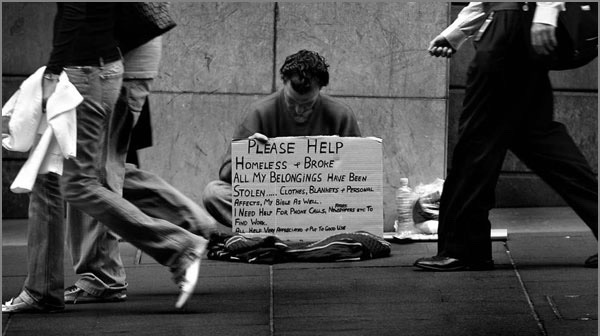 PLEASE HELP
HOMELESS + BROKE
ALL MY BELONGINGS HAVE BEEN
STOLEN..... CLOTHES, BLANKETS + PERSONAL
AFFECTS, MY BIBLE AS WELL..
I NEED HELP FOR PHONE CALLS, NEWSPAPERS ETC TO
FIND WORK.
ALL HELP VERY APPRECIATED + PUT TO GOOD USE